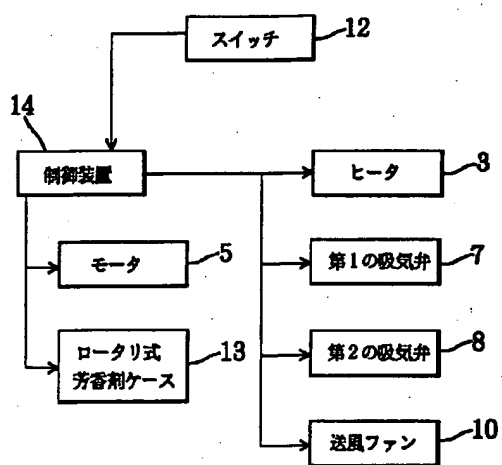 スイッチ
12
14
制御装置
ヒータ
3
モータ
5
第1の吸気弁
7
ロータリ式
芳香剤ケース
13
第2の吸気弁
8
送風ファン
10